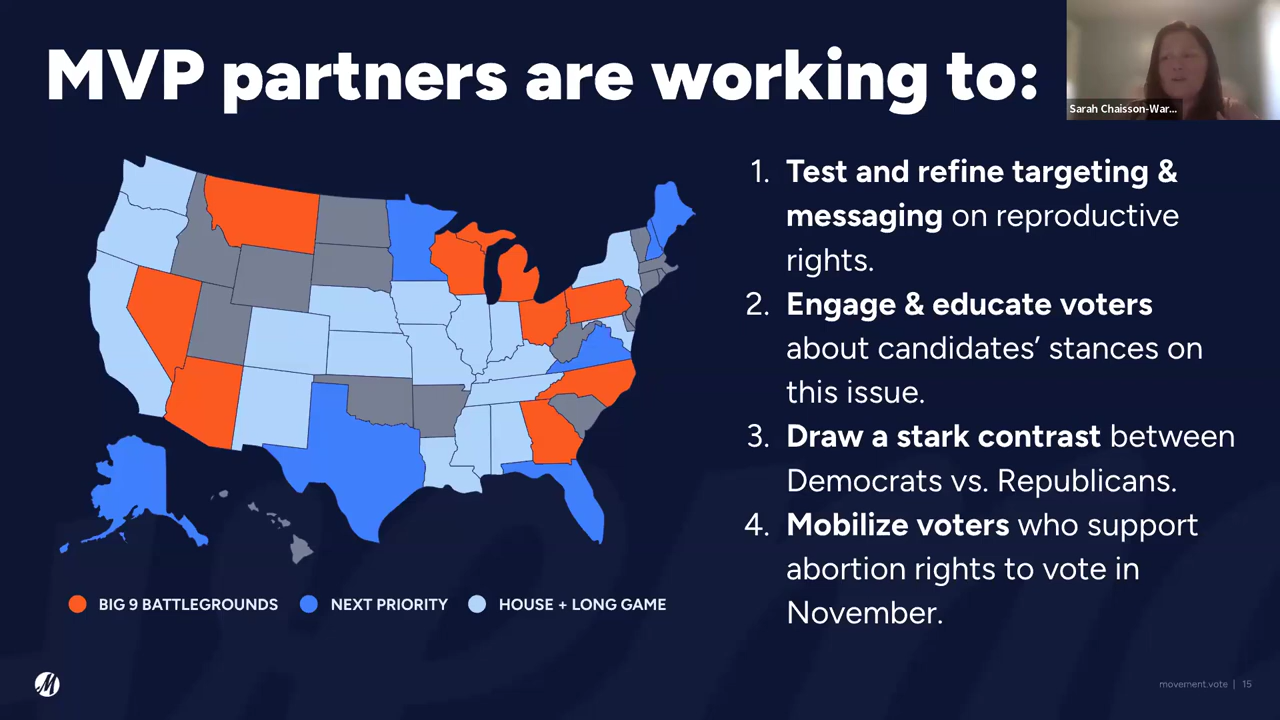 MVP partners are working to:
Sarah Chaisson-War...
1. Test and refine targeting &
messaging on reproductive
rights.
2. Engage & educate voters
about candidates’ stances on
this issue.
3. Draw a stark contrast between
Democrats vs. Republicans.
4. Mobilize voters who support
abortion rights to vote in
November.
BIG 9 BATTLEGROUNDS
NEXT PRIORITY
HOUSE + LONG GAME
movement.vote | 15